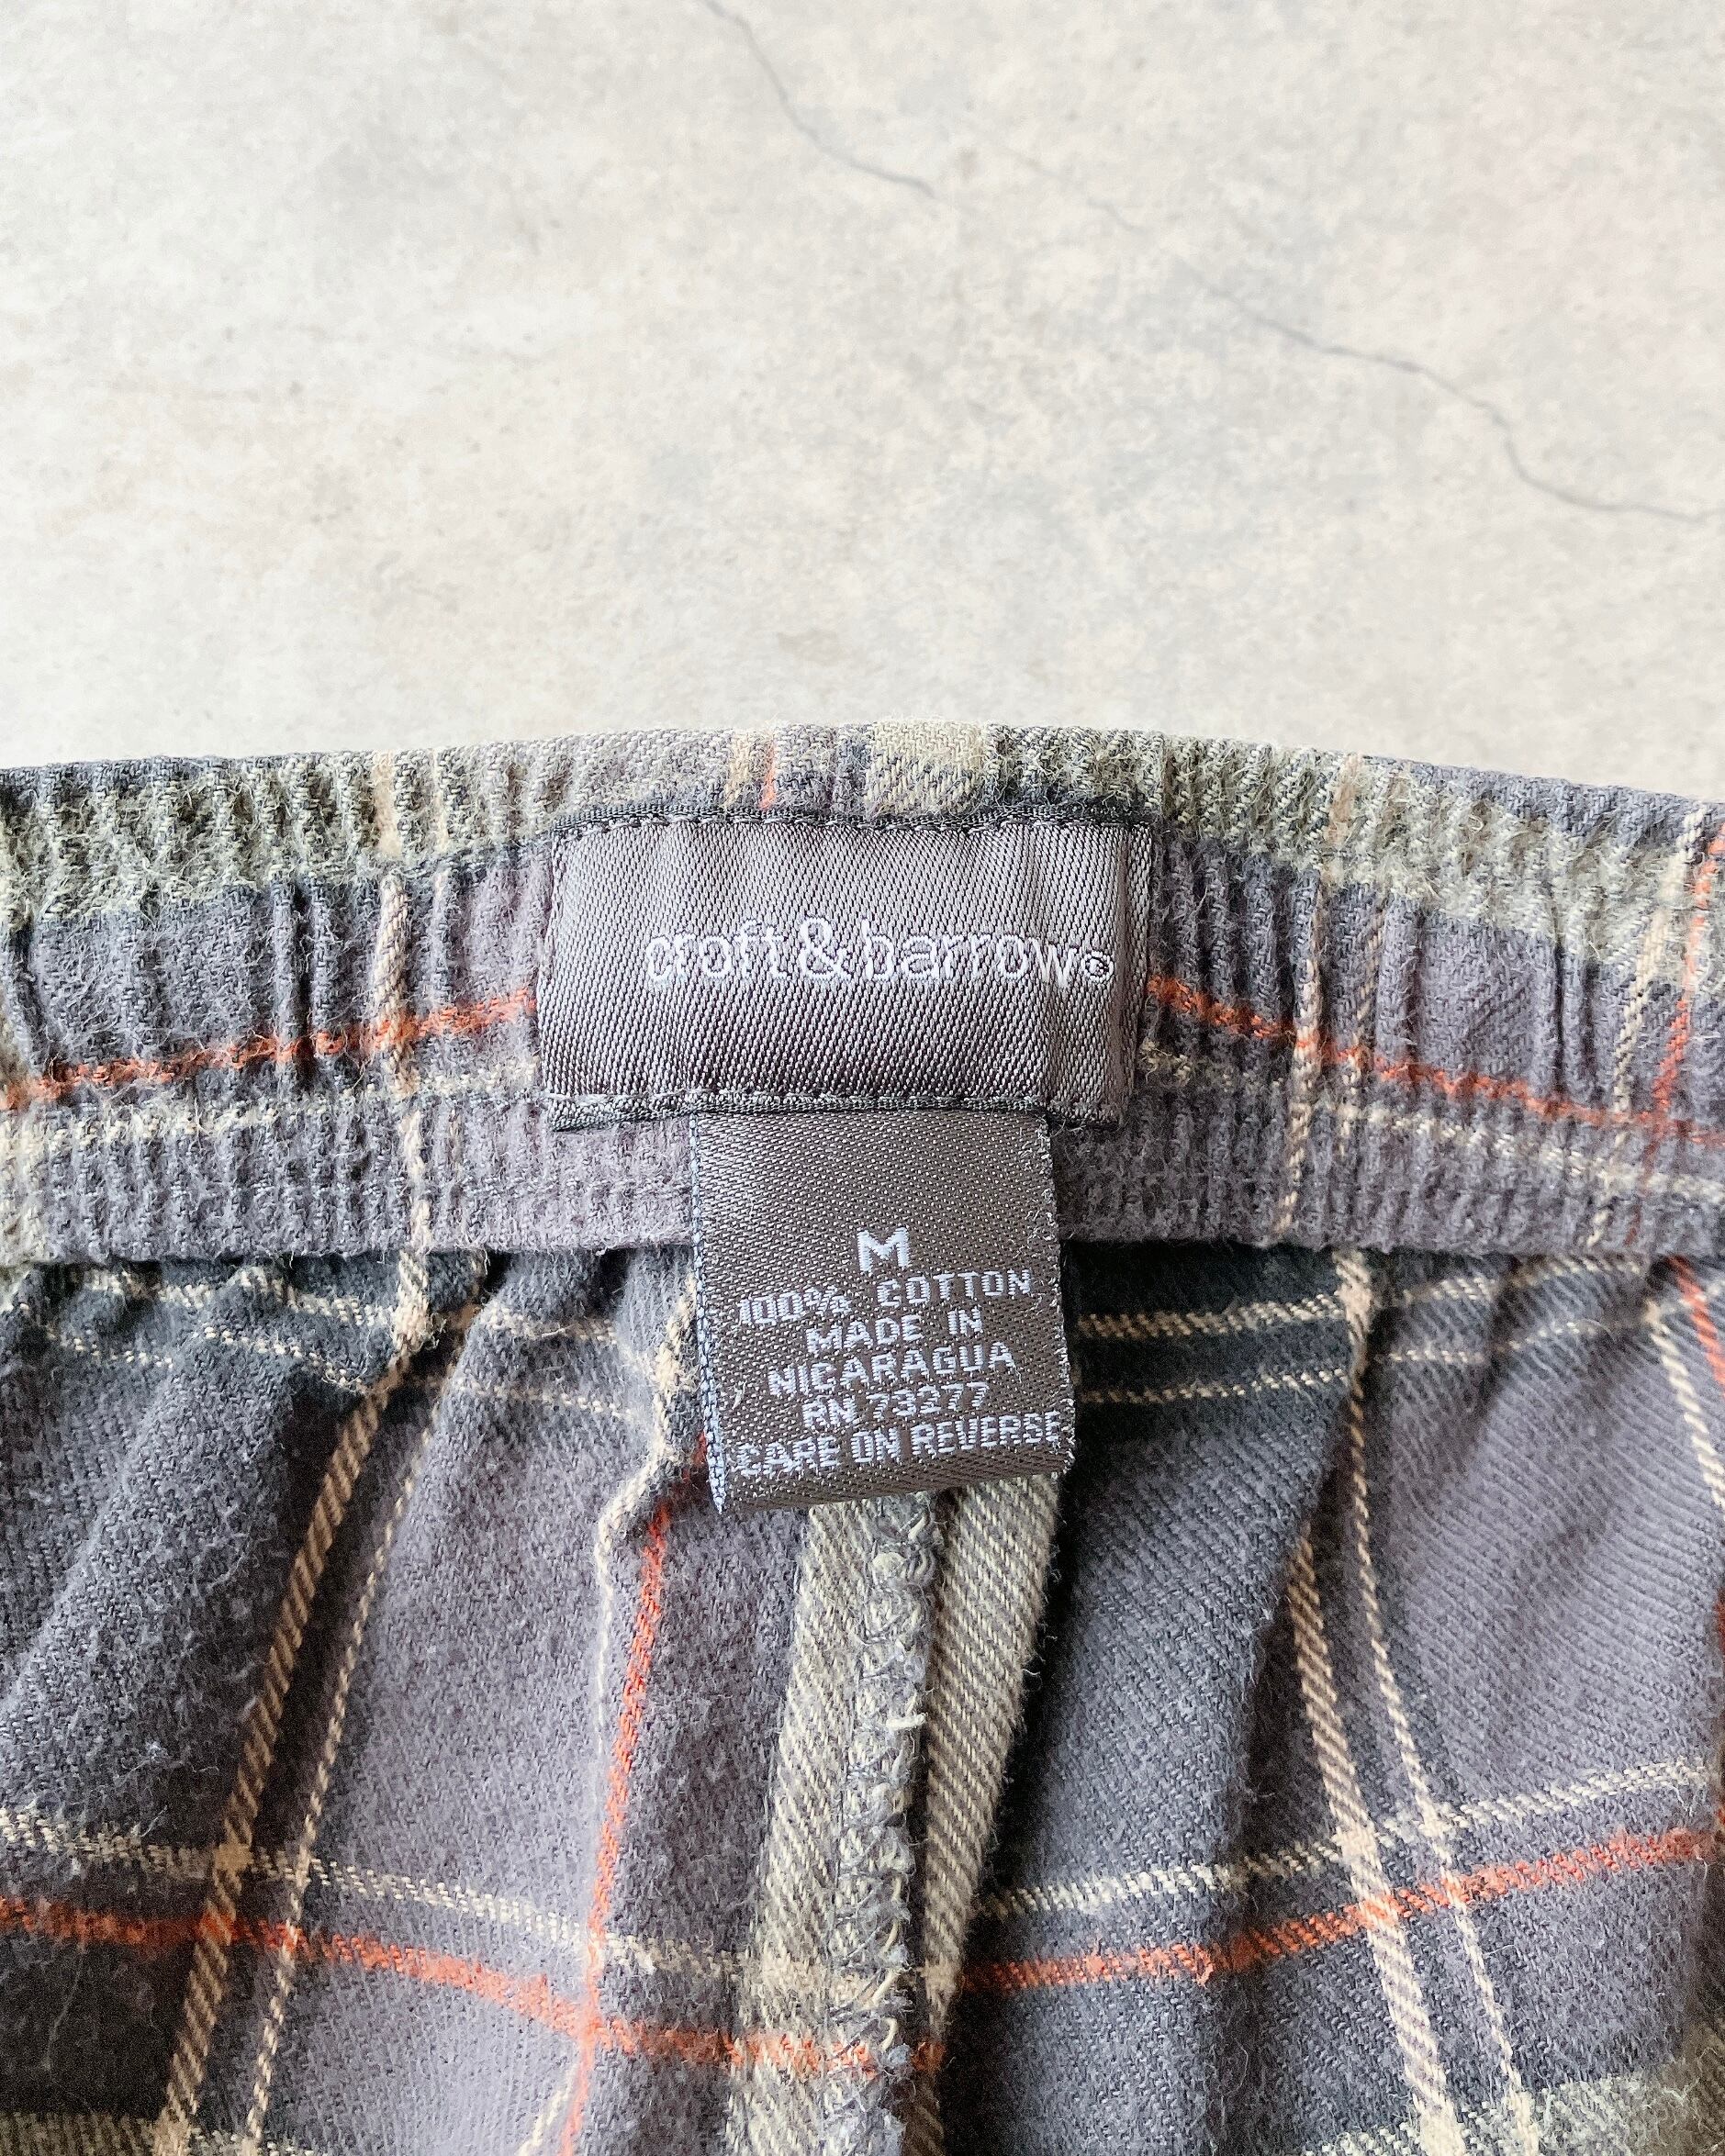 croft&barrow®
M
100% COTTON
MADE IN
NICARAGUA
RN 73277
CARE ON REVERSE